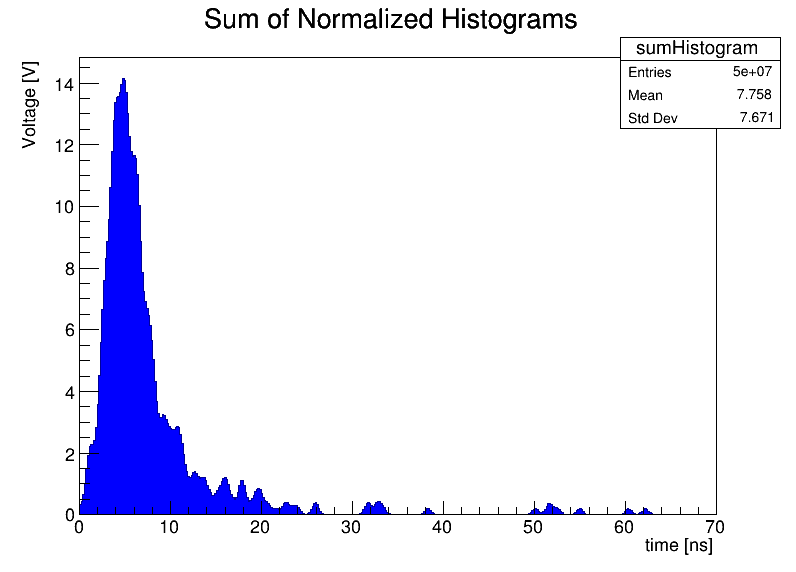 Sum of Normalized Histograms
sumHistogram
Entries 5e+07
Mean 7.758
Std Dev 7.671
Voltage [V]
14
12
10
8
6
4
2
0
0 10 20 30 40 50 60 70
time [ns]